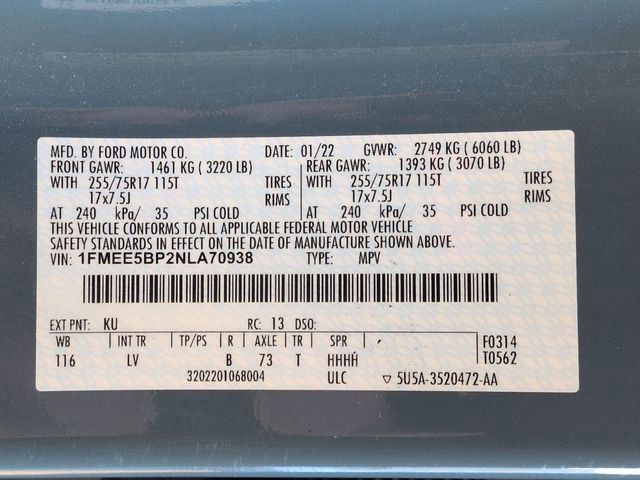 MFD. BY FORD MOTOR CO. DATE: 01/22 GVWR: 2749 KG ( 6060 LB)
FRONT GAWR: 1461 KG ( 3220 LB) REAR GAWR: 1393 KG ( 3070 LB)
WITH 255/75R17 115T TIRES WITH 255/75R17 115T TIRES
17x7.5J RIMS 17x7.5J RIMS
AT 240 kPa/ 35 PSI COLD AT 240 kPa/ 35 PSI COLD
THIS VEHICLE CONFORMS TO ALL APPLICABLE FEDERAL MOTOR VEHICLE
SAFETY STANDARDS IN EFFECT ON THE DATE OF MANUFACTURE SHOWN ABOVE.
VIN: 1FMEE5BP2NLA70938 TYPE: MPV
EXT PNT: KU RC: 13 DSO:
WB INT TR TP/PS R AXLE TR SPR F0314
116 LV B 73 T HHHH T0562
3202201068004 ULC ▽ 5U5A-3520472-AA